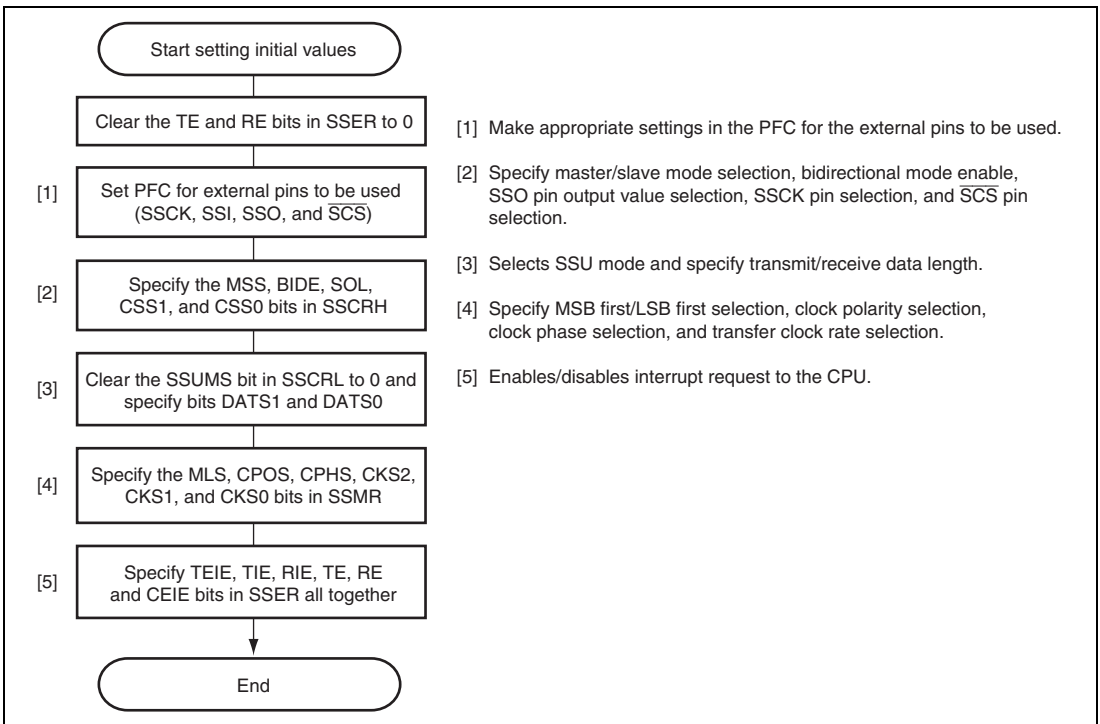 Start setting initial values
Clear the TE and RE bits in SSER to 0
[1] Set PFC for external pins to be used
(SSCK, SSI, SSO, and S̅C̅S̅)
[2] Specify the MSS, BIDE, SOL,
CSS1, and CSS0 bits in SSCRH
[3] Clear the SSUMS bit in SSCRL to 0 and
specify bits DATS1 and DATS0
[4] Specify the MLS, CPOS, CPHS, CKS2,
CKS1, and CKS0 bits in SSMR
[5] Specify TEIE, TIE, RIE, TE, RE
and CEIE bits in SSER all together
End
[1] Make appropriate settings in the PFC for the external pins to be used.
[2] Specify master/slave mode selection, bidirectional mode enable,
SSO pin output value selection, SSCK pin selection, and S̅C̅S̅ pin
selection.
[3] Selects SSU mode and specify transmit/receive data length.
[4] Specify MSB first/LSB first selection, clock polarity selection,
clock phase selection, and transfer clock rate selection.
[5] Enables/disables interrupt request to the CPU.